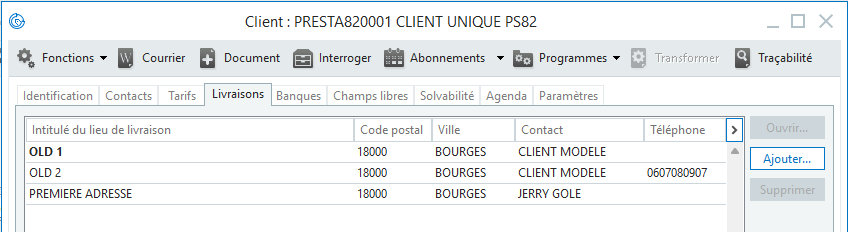 Client : PRESTA820001 CLIENT UNIQUE PS82
Fonctions Courrier Document Interroger Abonnements Programmes Transformer Traçabilité
Identification Contacts Tarifs Livraisons Banques Champs libres Solvabilité Agenda Paramètres
Intitulé du lieu de livraison Code postal Ville Contact Téléphone Ouvrir...
OLD 1 18000 BOURGES CLIENT MODELE
Ajouter...
OLD 2 18000 BOURGES CLIENT MODELE 0607080907
PREMIERE ADRESSE 18000 BOURGES JERRY GOLE Supprimer